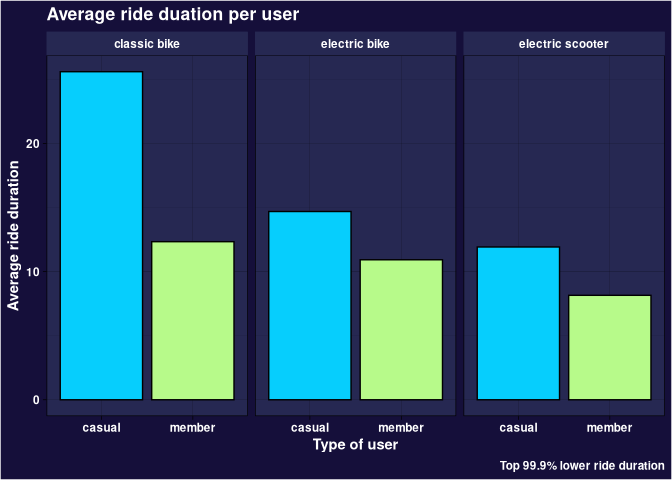 Average ride duation per user
classic bike
electric bike
electric scooter
Average ride duration
20
10
0
casual
member
casual
member
casual
member
Type of user
Top 99.9% lower ride duration